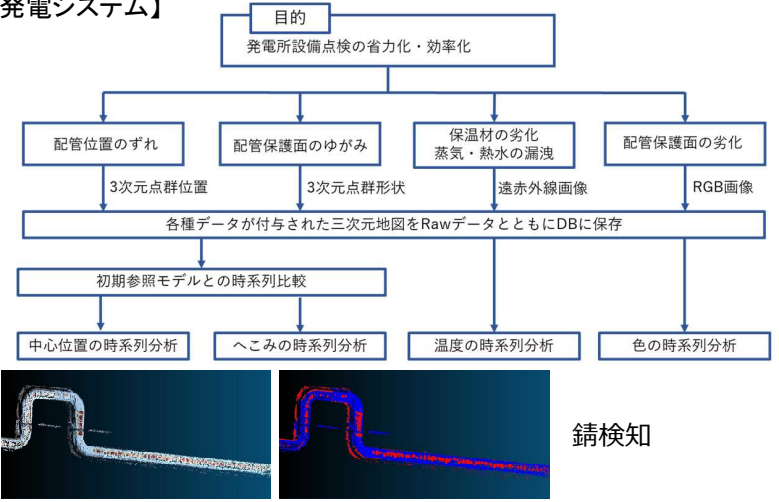 発電システム】
目的
発電所設備点検の省力化・効率化
配管位置のずれ
配管保護面のゆがみ
保温材の劣化
蒸気・熱水の漏洩
配管保護面の劣化
3次元点群位置
3次元点群形状
遠赤外線画像
RGB画像
各種データが付与された三次元地図をRawデータとともにDBに保存
初期参照モデルとの時系列比較
中心位置の時系列分析
へこみの時系列分析
温度の時系列分析
色の時系列分析
錆検知